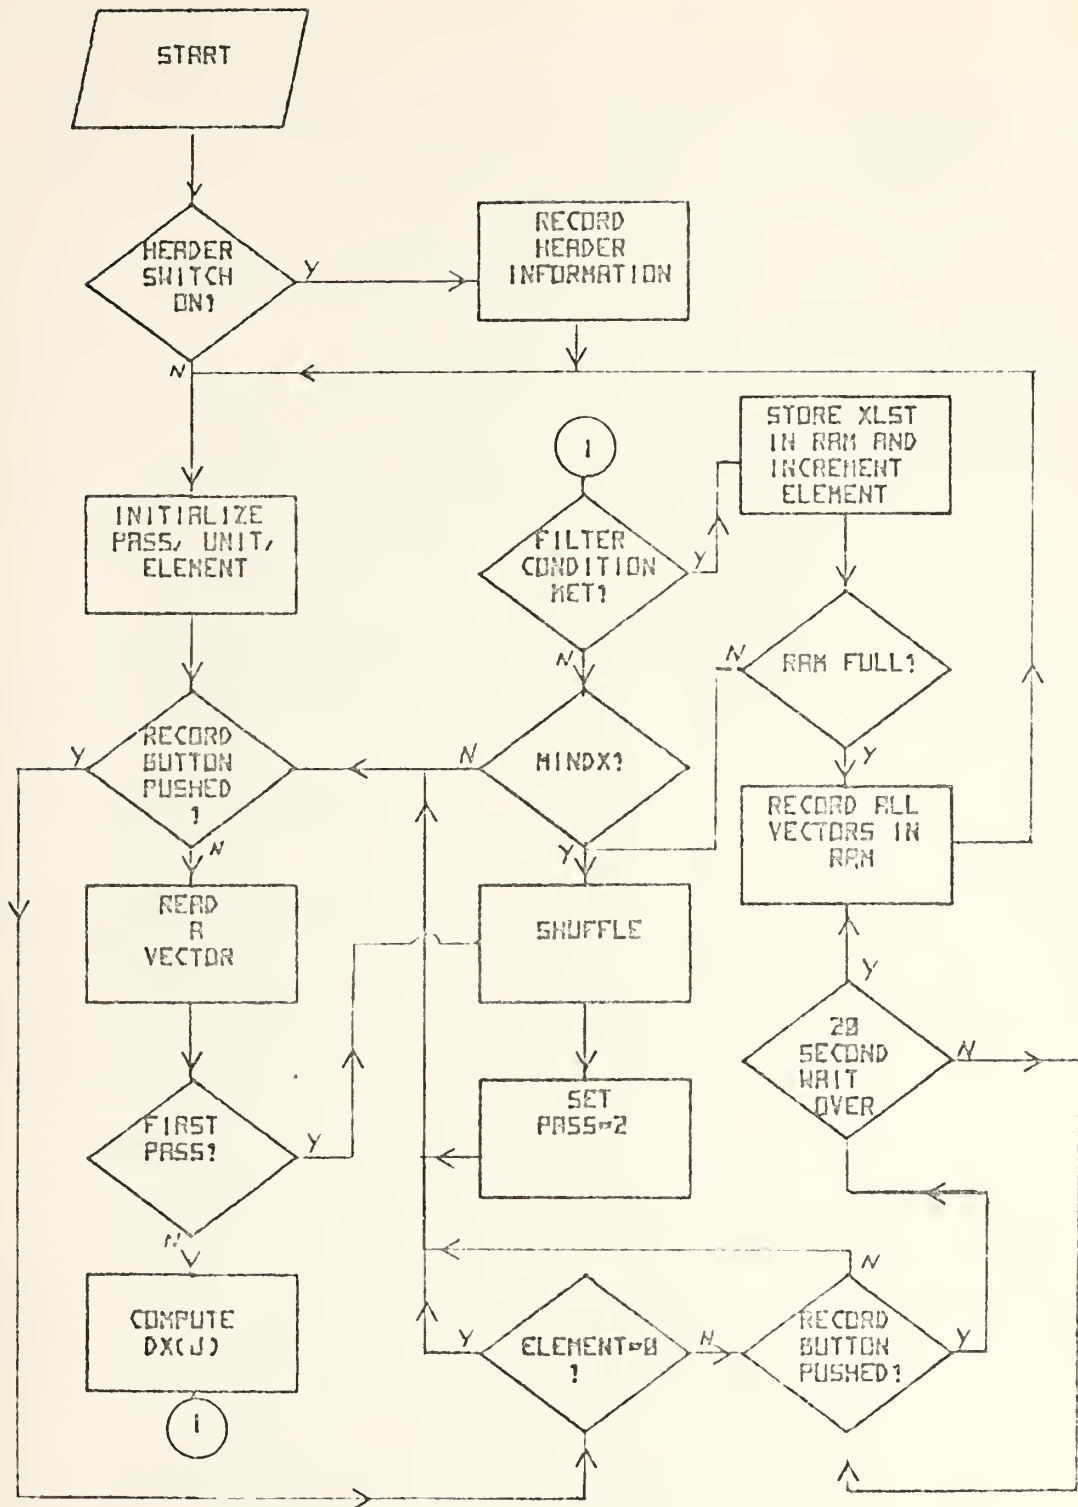 START
HEADER
SWITCH
ON?
Y
N
RECORD
HEADER
INFORMATION
INITIALIZE
PASS, UNIT,
ELEMENT
1
FILTER
CONDITION
MET?
Y
N
STORE XLST
IN RAM AND
INCREMENT
ELEMENT
RAM FULL?
N
Y
RECORD
BUTTON
PUSHED
?
Y
N
MINDX?
N
Y
RECORD ALL
VECTORS IN
RAM
READ
A
VECTOR
SHUFFLE
20
SECOND
WAIT
OVER
Y
N
FIRST
PASS?
Y
N
SET
PASS=2
COMPUTE
DX(J)
1
ELEMENT=0
?
Y
N
RECORD
BUTTON
PUSHED?
N
Y